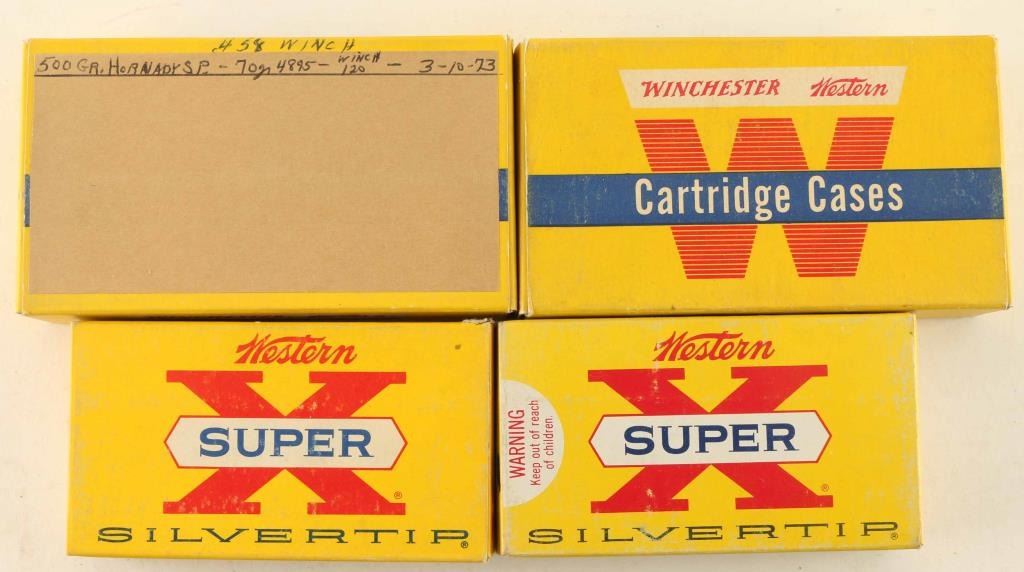 .458 WINCH
500 GR. HORNADY S.P. - 70g. 4895 - WINCH 120 - 3-10-73
WINCHESTER Western
Cartridge Cases
Western
X
SUPER
®
SILVERTIP®
Western
X
SUPER
®
SILVERTIP®
WARNING
Keep out of reach
of children.